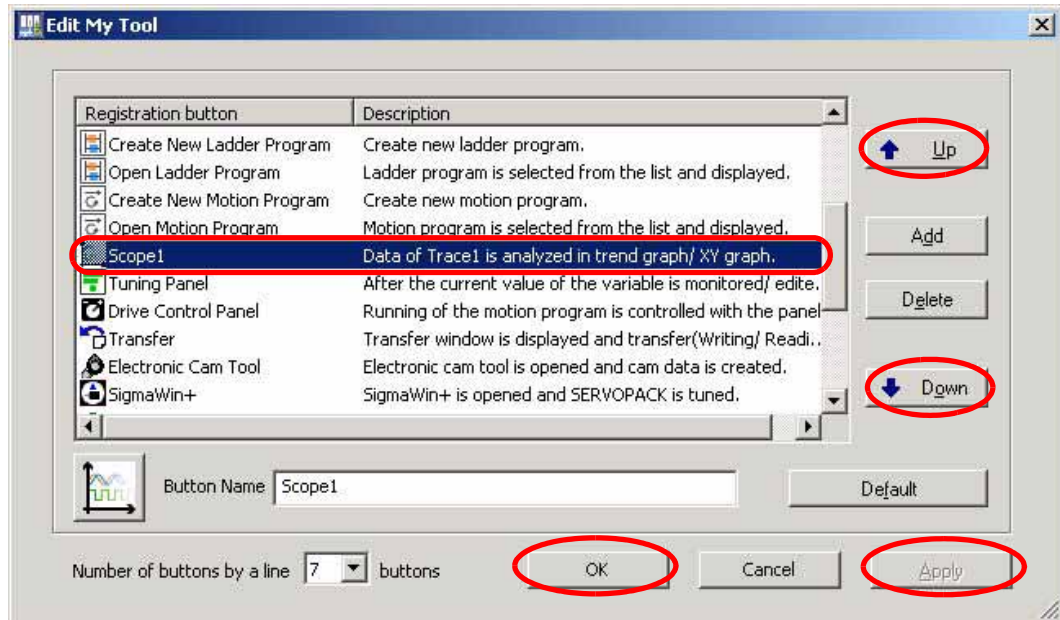 Edit My Tool
Registration button Description
Create New Ladder Program Create new ladder program.
Open Ladder Program Ladder program is selected from the list and displayed.
Create New Motion Program Create new motion program.
Open Motion Program Motion program is selected from the list and displayed.
Scope1 Data of Trace1 is analyzed in trend graph/ XY graph.
Tuning Panel After the current value of the variable is monitored/ edite.
Drive Control Panel Running of the motion program is controlled with the panel
Transfer Transfer window is displayed and transfer(Writing/ Readi..
Electronic Cam Tool Electronic cam tool is opened and cam data is created.
SigmaWin+ SigmaWin+ is opened and SERVOPACK is tuned.
Up
Add
Delete
Down
Button Name Scope1
Default
Number of buttons by a line 7 buttons
OK
Cancel
Apply